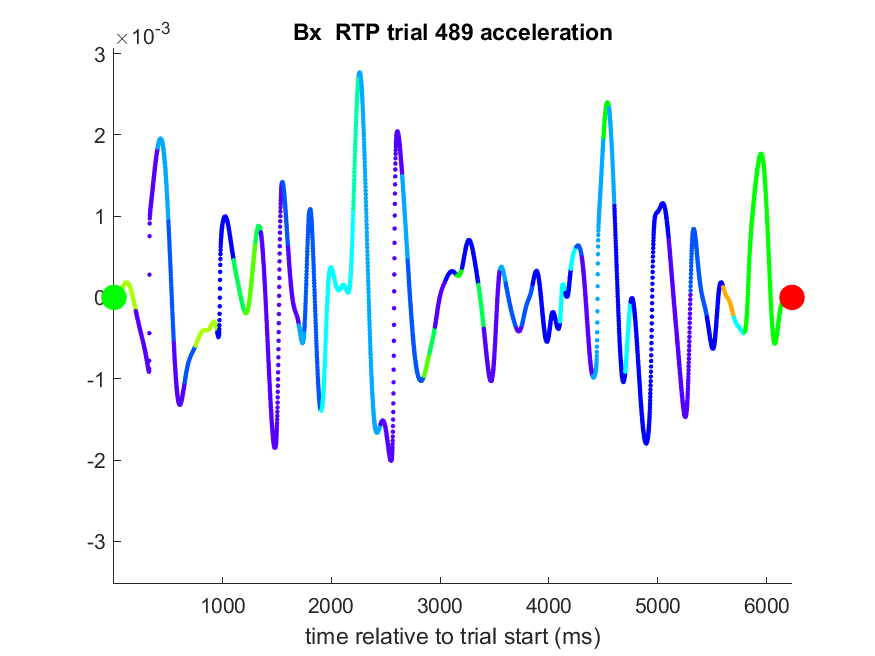 Bx  RTP trial 489 acceleration
×10^-3
3
2
1
0
-1
-2
-3
1000 2000 3000 4000 5000 6000
time relative to trial start (ms)